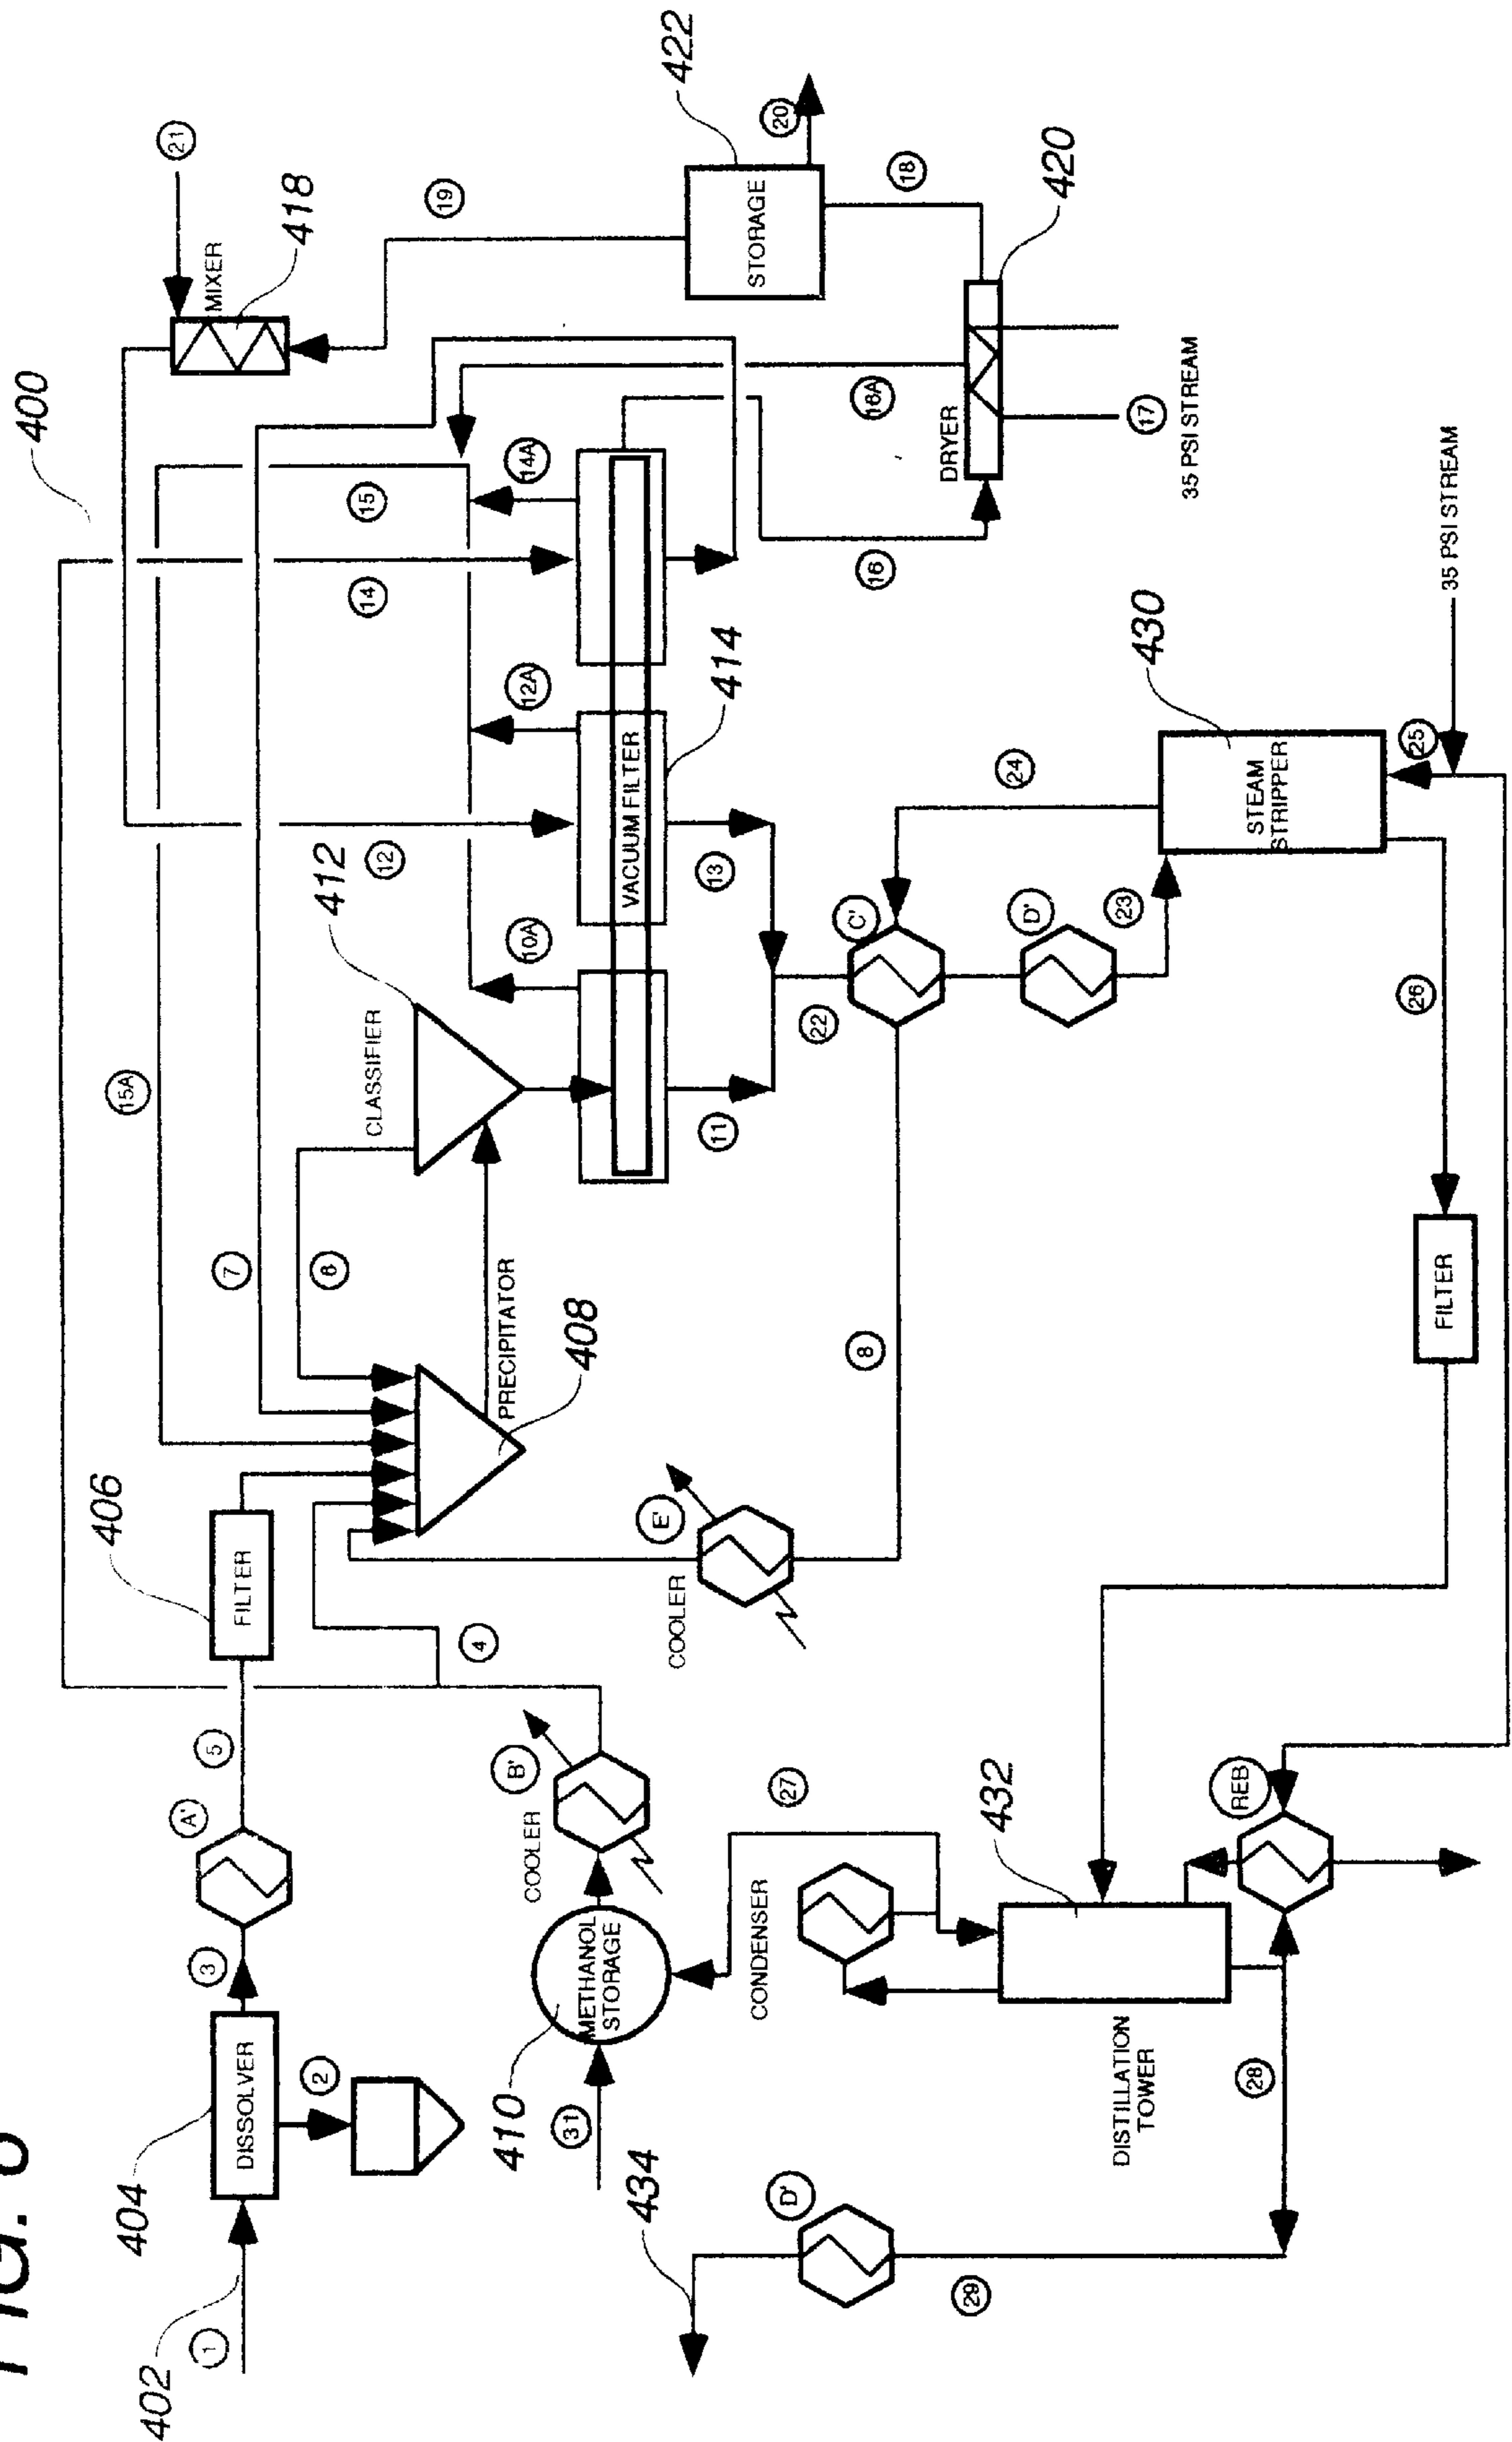 FIG. 8
400
402
1
404
DISSOLVER
2
3
A'
5
406
FILTER
4
408
PRECIPITATOR
6
7
15A
412
CLASSIFIER
12
14
15
10A
12A
14A
VACUUM FILTER
414
11
13
16
16A
21
MIXER
418
19
STORAGE
422
20
18
420
DRYER
17
35 PSI STREAM
410
31
METHANOL
STORAGE
COOLER
B'
COOLER
E'
8
22
C'
D'
23
24
STEAM
STRIPPER
430
25
35 PSI STREAM
26
FILTER
434
D'
29
CONDENSER
27
432
DISTILLATION
TOWER
28
REB